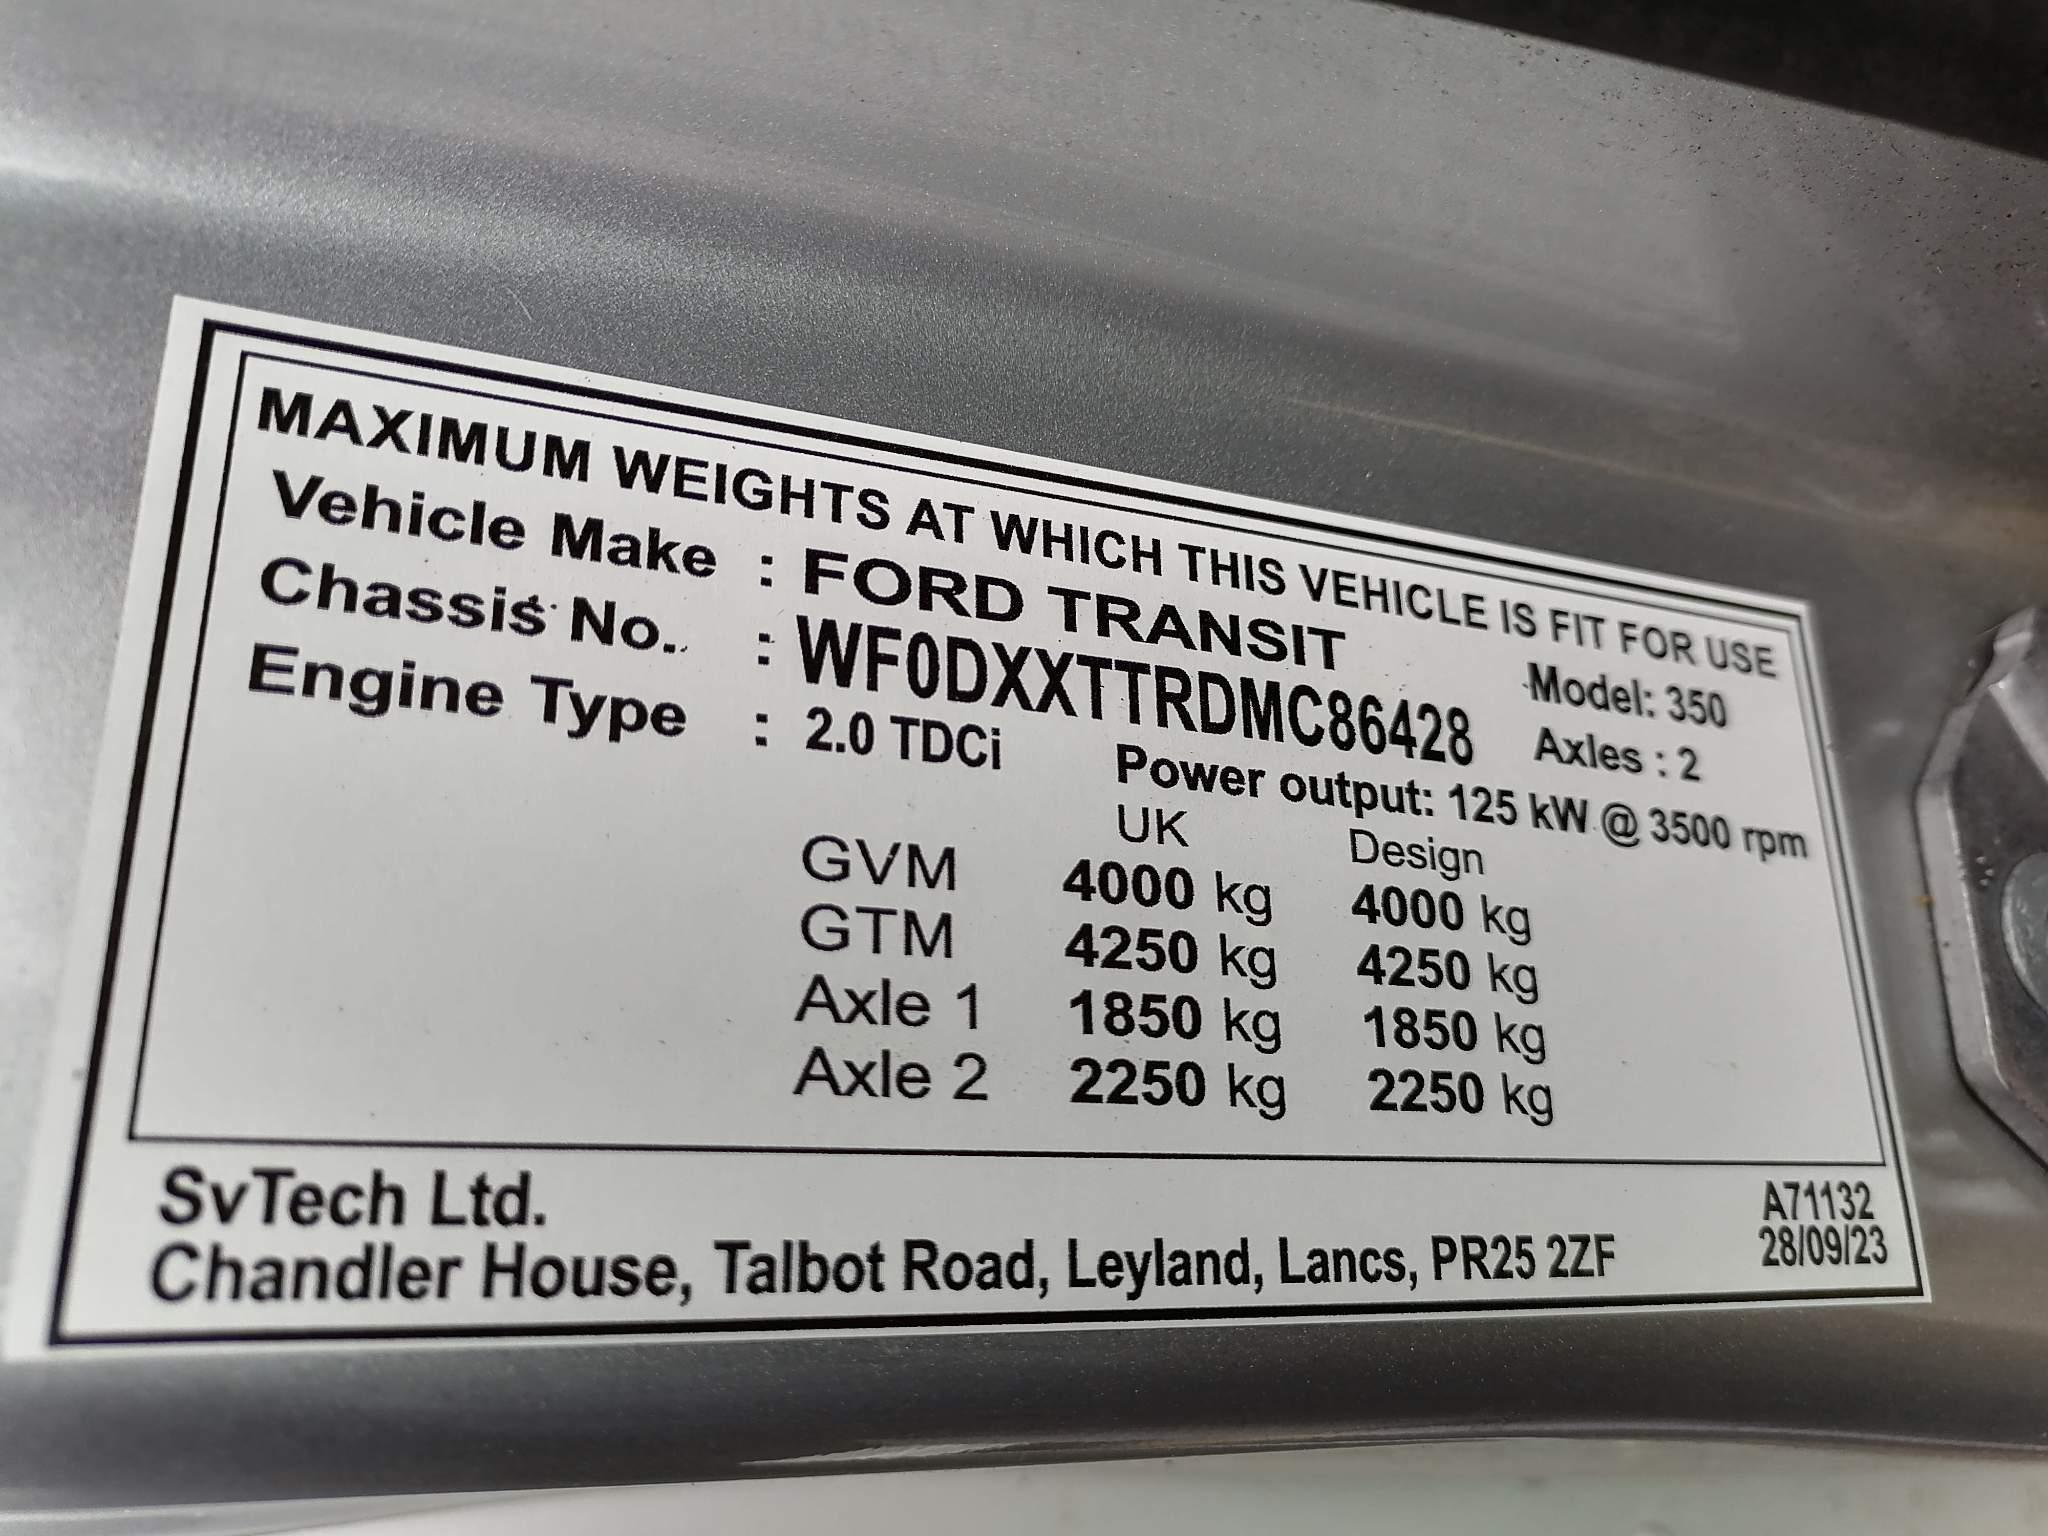 MAXIMUM WEIGHTS AT WHICH THIS VEHICLE IS FIT FOR USE
Vehicle Make : FORD TRANSIT Model: 350
Chassis No. : WF0DXXTTRDMC86428 Axles : 2
Engine Type : 2.0 TDCi Power output: 125 kW @ 3500 rpm
UK Design
GVM 4000 kg 4000 kg
GTM 4250 kg 4250 kg
Axle 1 1850 kg 1850 kg
Axle 2 2250 kg 2250 kg
SvTech Ltd. A71132
Chandler House, Talbot Road, Leyland, Lancs, PR25 2ZF 28/09/23